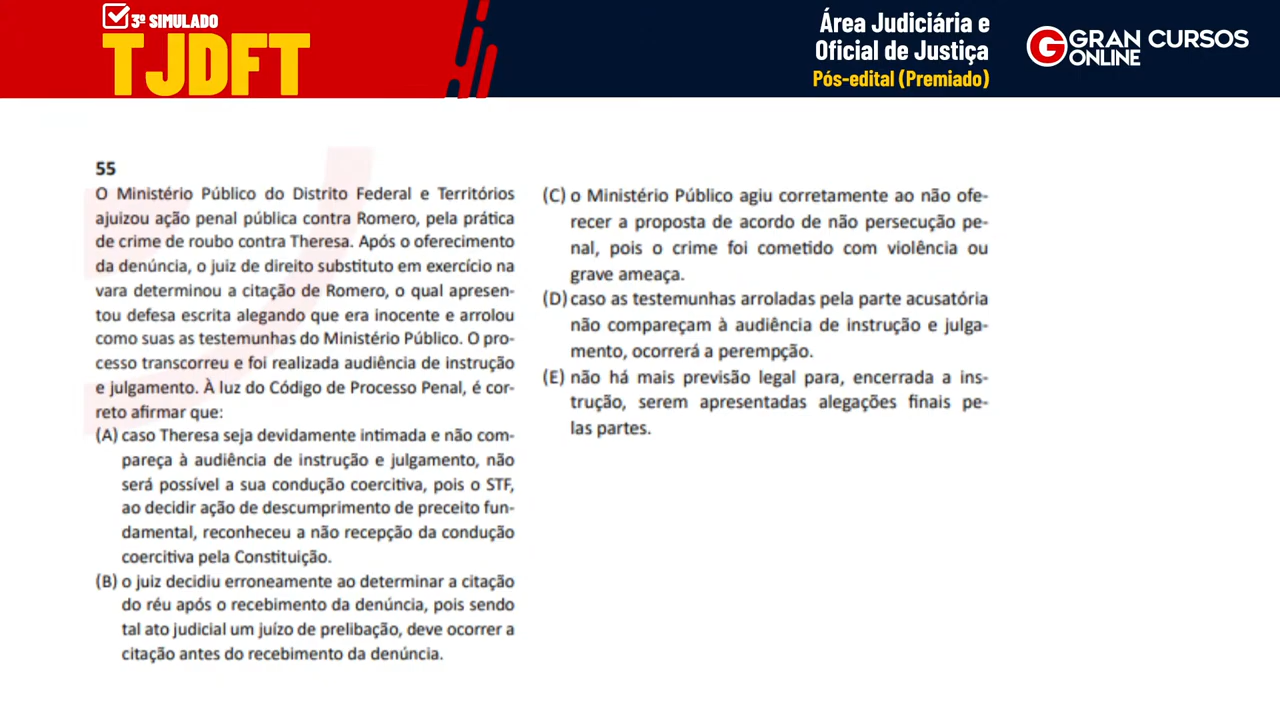 3º SIMULADO
TJDFT
Área Judiciária e
Oficial de Justiça
Pós-edital (Premiado)
G GRAN CURSOS
ONLINE
55
O Ministério Público do Distrito Federal e Territórios
ajuizou ação penal pública contra Romero, pela prática
de crime de roubo contra Theresa. Após o oferecimento
da denúncia, o juiz de direito substituto em exercício na
vara determinou a citação de Romero, o qual apresen-
tou defesa escrita alegando que era inocente e arrolou
como suas as testemunhas do Ministério Público. O pro-
cesso transcorreu e foi realizada audiência de instrução
e julgamento. À luz do Código de Processo Penal, é cor-
reto afirmar que:
(A) caso Theresa seja devidamente intimada e não com-
pareça à audiência de instrução e julgamento, não
será possível a sua condução coercitiva, pois o STF,
ao decidir ação de descumprimento de preceito fun-
damental, reconheceu a não recepção da condução
coercitiva pela Constituição.
(B) o juiz decidiu erroneamente ao determinar a citação
do réu após o recebimento da denúncia, pois sendo
tal ato judicial um juízo de prelibação, deve ocorrer a
citação antes do recebimento da denúncia.
(C) o Ministério Público agiu corretamente ao não ofe-
recer a proposta de acordo de não persecução pe-
nal, pois o crime foi cometido com violência ou
grave ameaça.
(D) caso as testemunhas arroladas pela parte acusatória
não compareçam à audiência de instrução e julga-
mento, ocorrerá a perempção.
(E) não há mais previsão legal para, encerrada a ins-
trução, serem apresentadas alegações finais pe-
las partes.